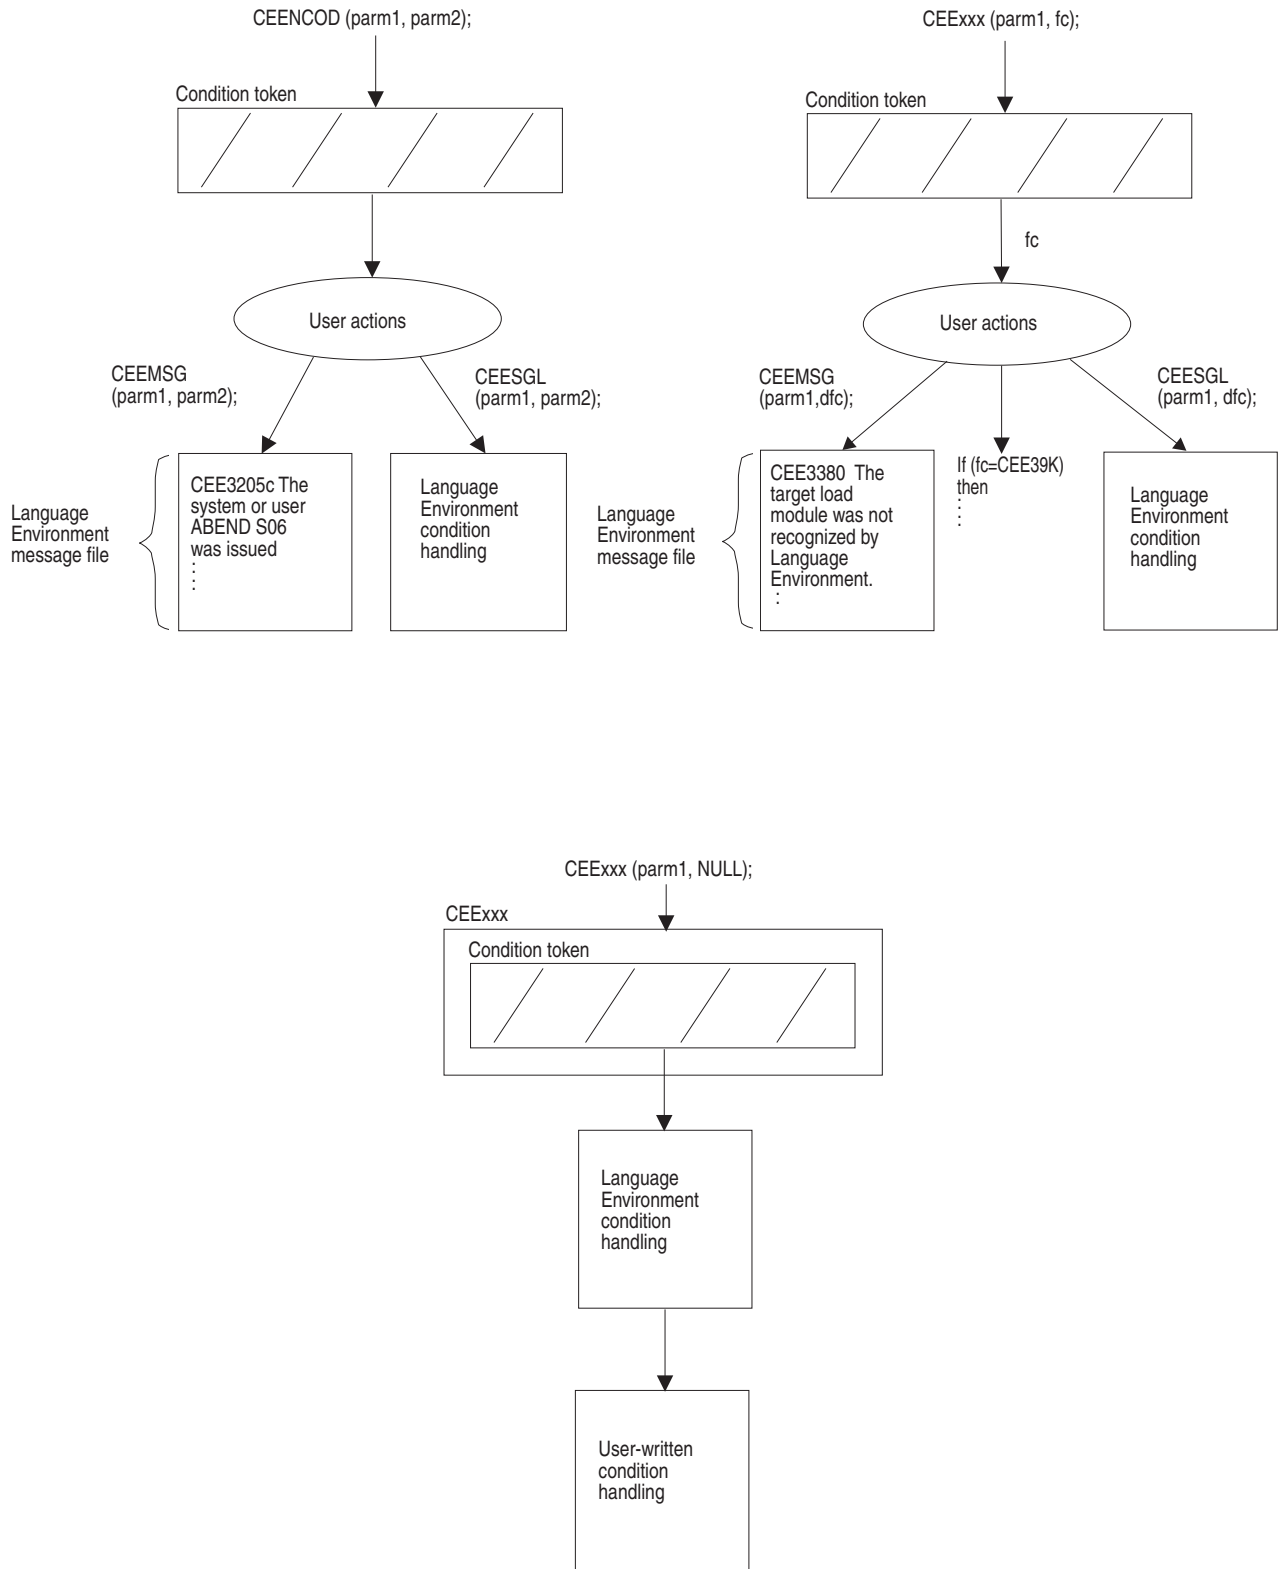 CEENCOD (parm1, parm2);
Condition token
User actions
CEEMSG
(parm1, parm2);
CEESGL
(parm1, parm2);
Language
Environment
message file
CEE3205c The
system or user
ABEND S06
was issued
Language
Environment
condition
handling
CEExxx (parm1, fc);
Condition token
fc
User actions
CEEMSG
(parm1,dfc);
CEESGL
(parm1, dfc);
Language
Environment
message file
CEE3380 The
target load
module was not
recognized by
Language
Environment.
If (fc=CEE39K)
then
Language
Environment
condition
handling
CEExxx (parm1, NULL);
CEExxx
Condition token
Language
Environment
condition
handling
User-written
condition
handling